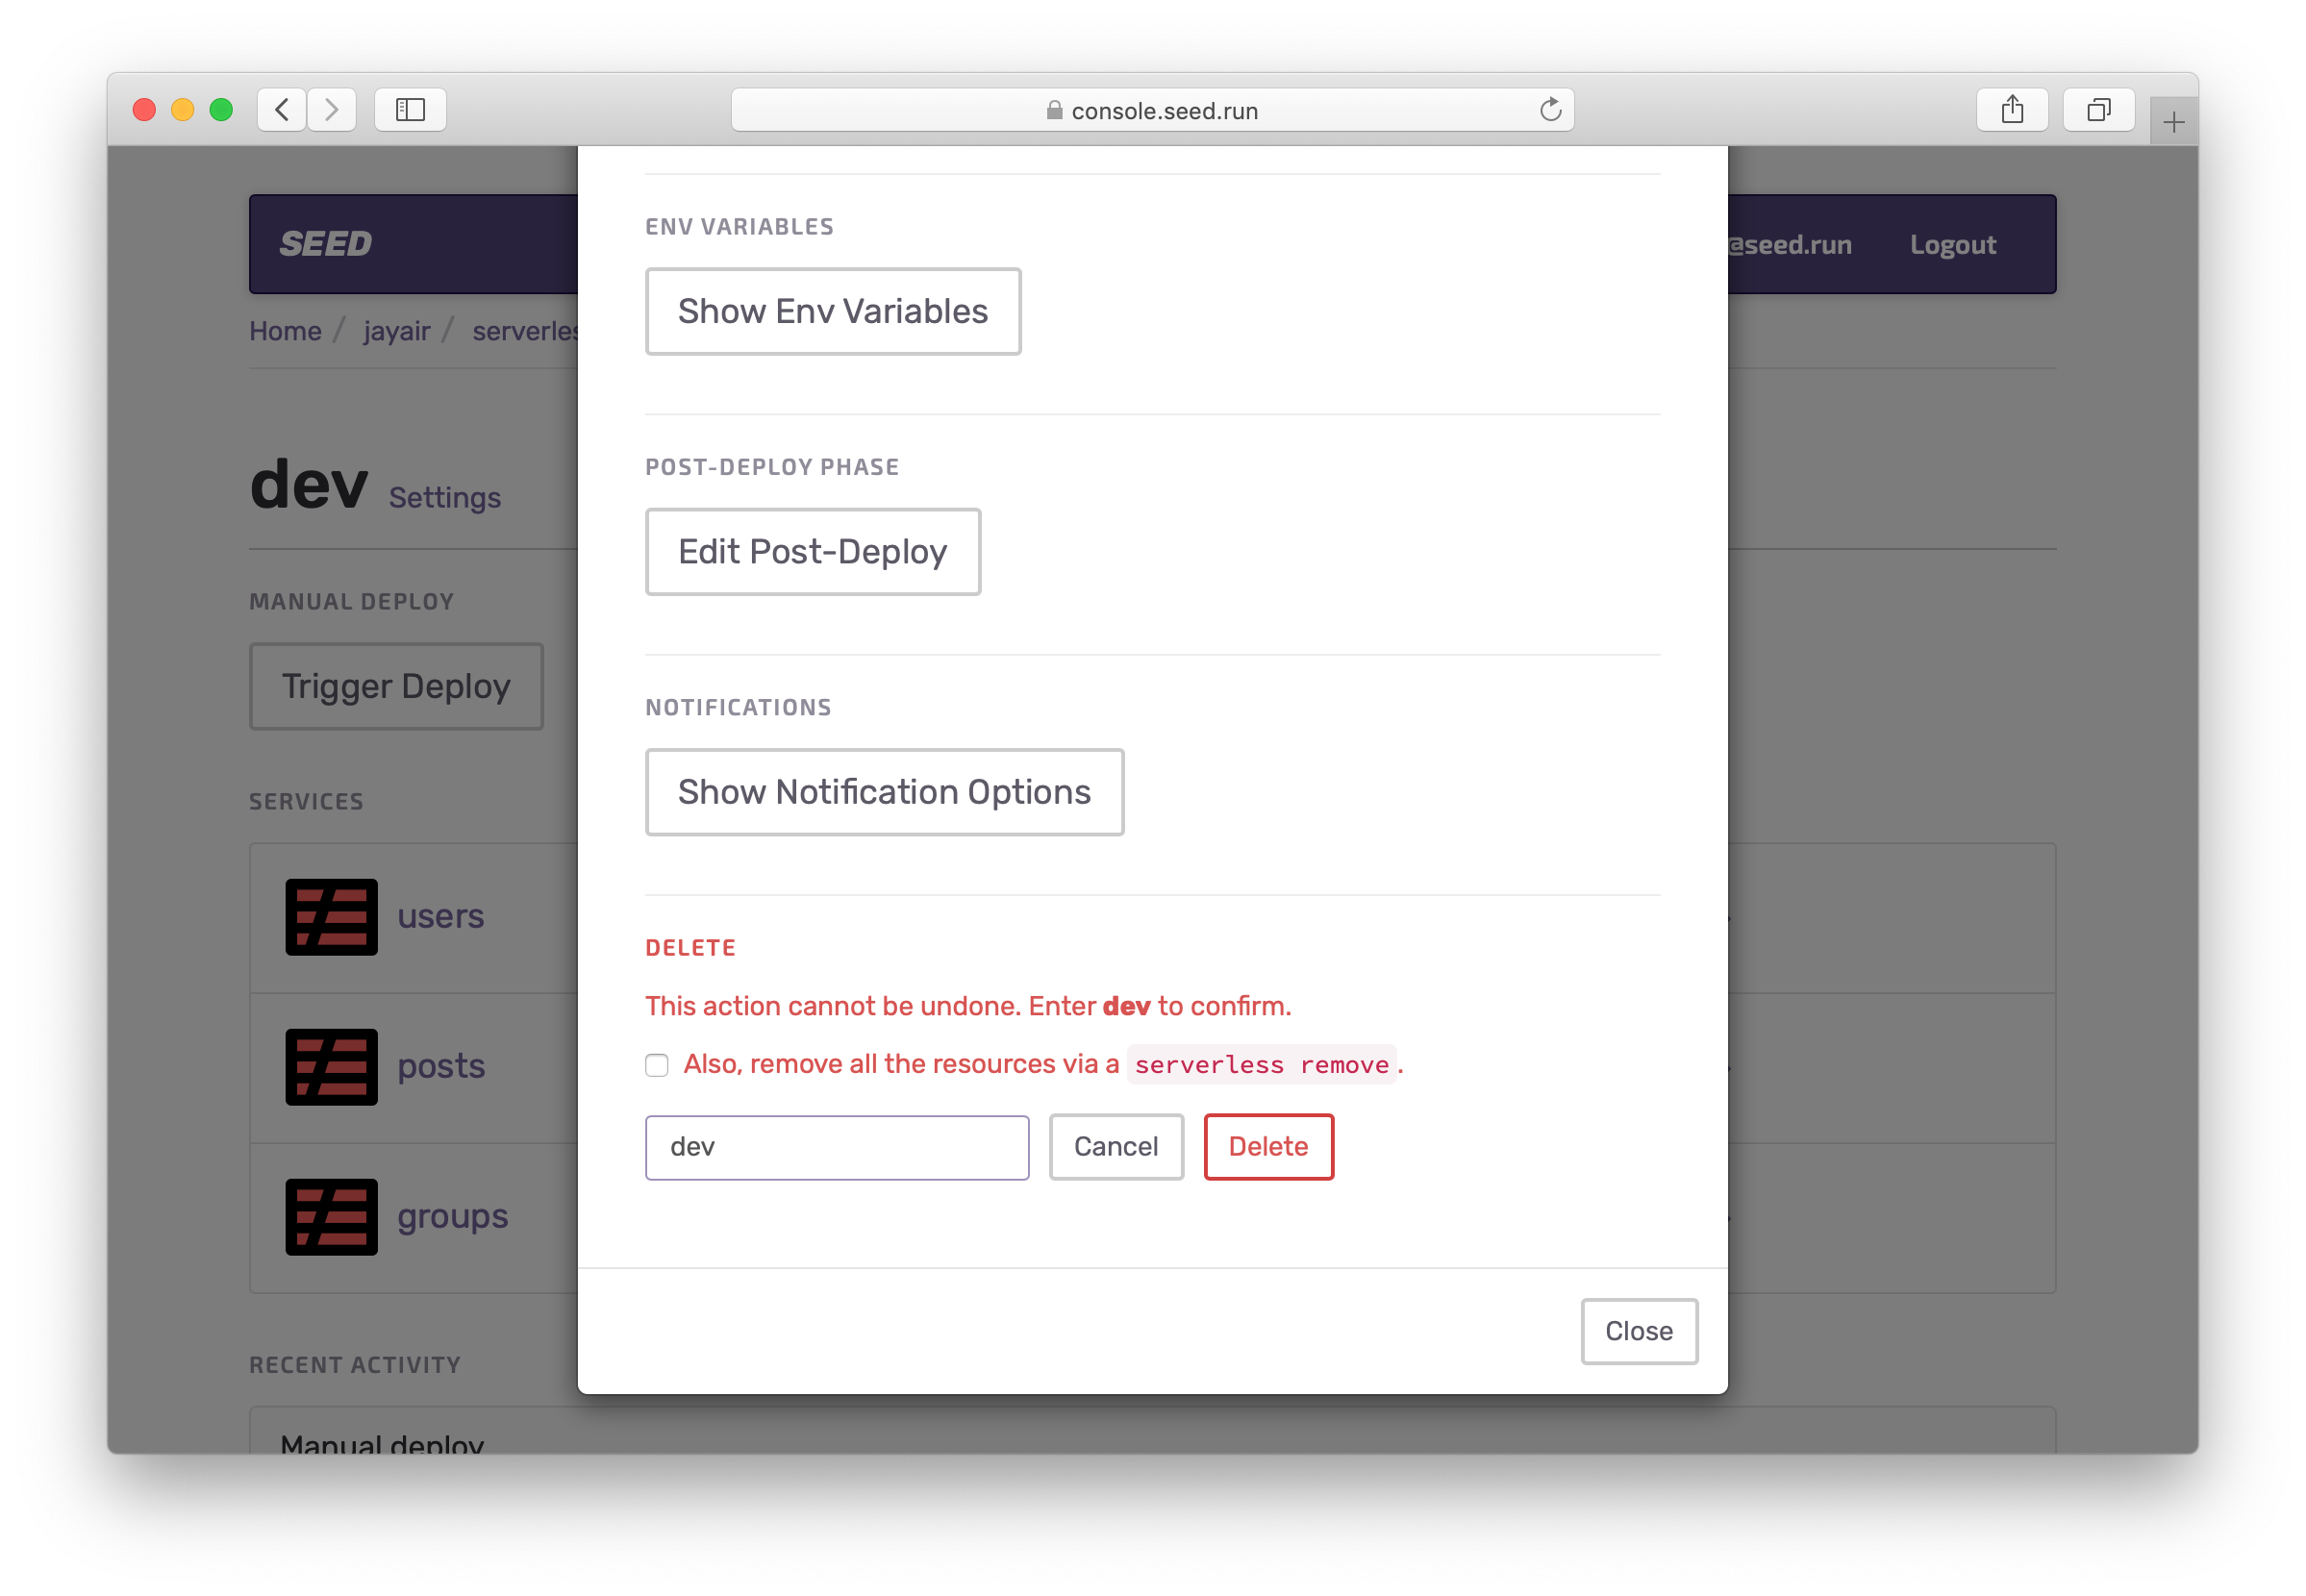 console.seed.run
SEED
@seed.run
Logout
Home / jayair /
dev Settings
MANUAL DEPLOY
Trigger Deploy
SERVICES
users
posts
groups
RECENT ACTIVITY
Manual deploy
ENV VARIABLES
Show Env Variables
POST-DEPLOY PHASE
Edit Post-Deploy
NOTIFICATIONS
Show Notification Options
DELETE
This action cannot be undone. Enter dev to confirm.
Also, remove all the resources via a serverless remove.
dev
Cancel
Delete
Close